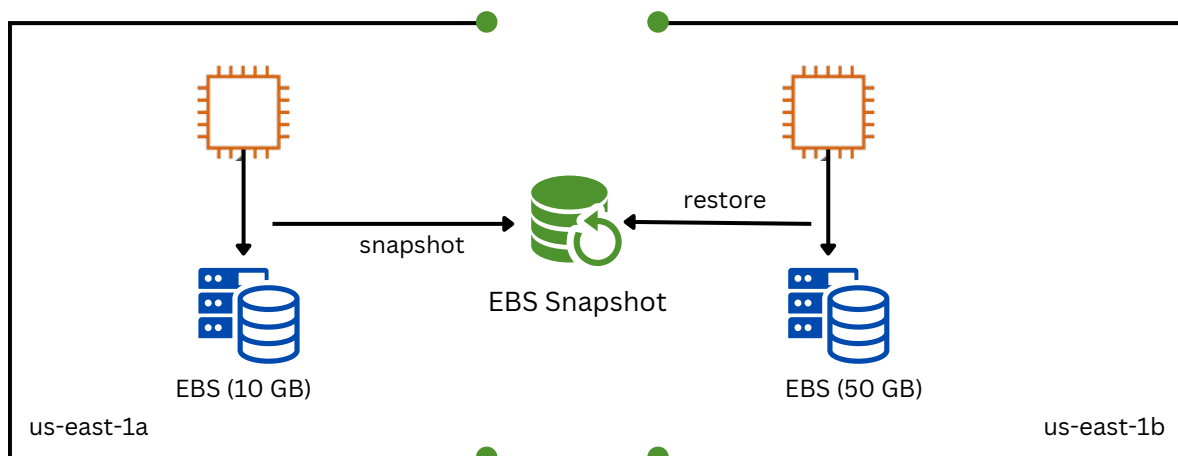 restore
snapshot
EBS Snapshot
EBS (10 GB)
EBS (50 GB)
us-east-1a
us-east-1b